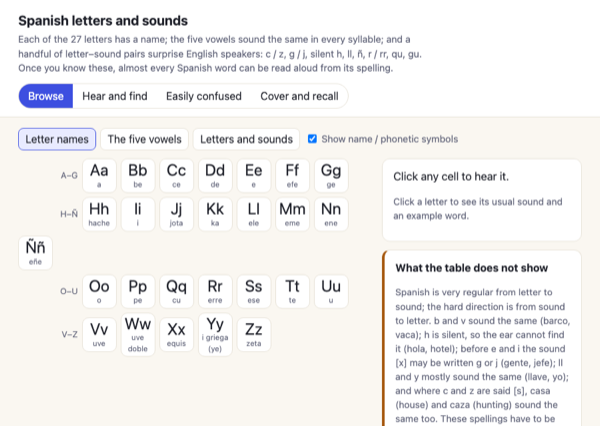 Spanish letters and sounds
Each of the 27 letters has a name; the five vowels sound the same in every syllable; and a
handful of letter–sound pairs surprise English speakers: c / z, g / j, silent h, ll, ñ, r / rr, qu, gu.
Once you know these, almost every Spanish word can be read aloud from its spelling.
Browse Hear and find Easily confused Cover and recall
Letter names The five vowels Letters and sounds Show name / phonetic symbols
A–G Aa Bb Cc Dd Ee Ff Gg
a be ce de e efe ge
H–Ñ Hh Ii Jj Kk Ll Mm Nn
hache i jota ka ele eme ene
Ññ
eñe
O–U Oo Pp Qq Rr Ss Tt Uu
o pe cu erre ese te u
V–Z Vv Ww Xx Yy Zz
uve uve doble equis i griega (ye) zeta
Click any cell to hear it.
Click a letter to see its usual sound and
an example word.
What the table does not show
Spanish is very regular from letter to
sound; the hard direction is from sound
to letter. b and v sound the same (barco,
vaca); h is silent, so the ear cannot find
it (hola, hotel); before e and i the sound
[x] may be written g or j (gente, jefe); ll
and y mostly sound the same (llave, yo);
and where c and z are said [s], casa
(house) and caza (hunting) sound the
same too. These spellings have to be